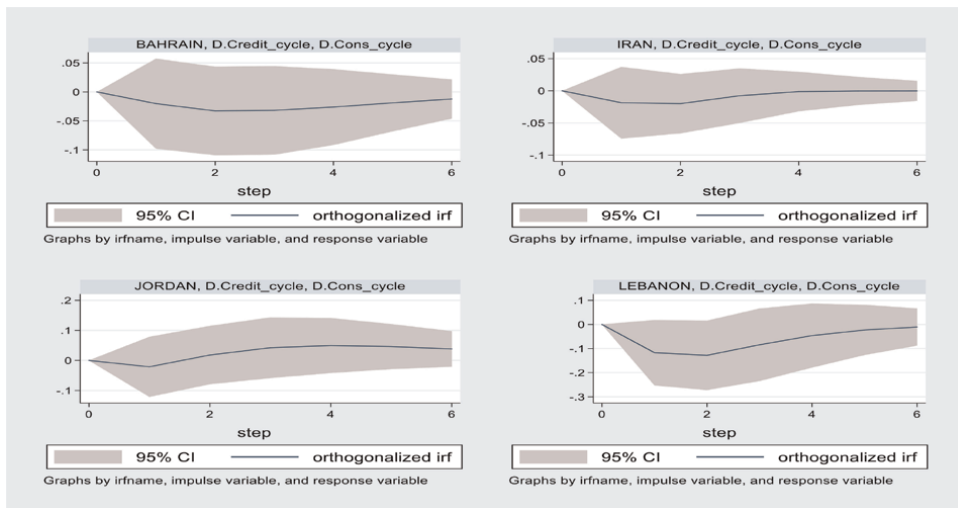 BAHRAIN, D.Credit_cycle, D.Cons_cycle
.05
0
-.05
-.1
0 2 4 6
step
95% CI orthogonalized irf
Graphs by irfname, impulse variable, and response variable
IRAN, D.Credit_cycle, D.Cons_cycle
.05
0
-.05
-.1
0 2 4 6
step
95% CI orthogonalized irf
Graphs by irfname, impulse variable, and response variable
JORDAN, D.Credit_cycle, D.Cons_cycle
.2
0.1
0
-.1
0 2 4 6
step
95% CI orthogonalized irf
Graphs by irfname, impulse variable, and response variable
LEBANON, D.Credit_cycle, D.Cons_cycle
.1
0
-.1
-.2
-.3
0 2 4 6
step
95% CI orthogonalized irf
Graphs by irfname, impulse variable, and response variable